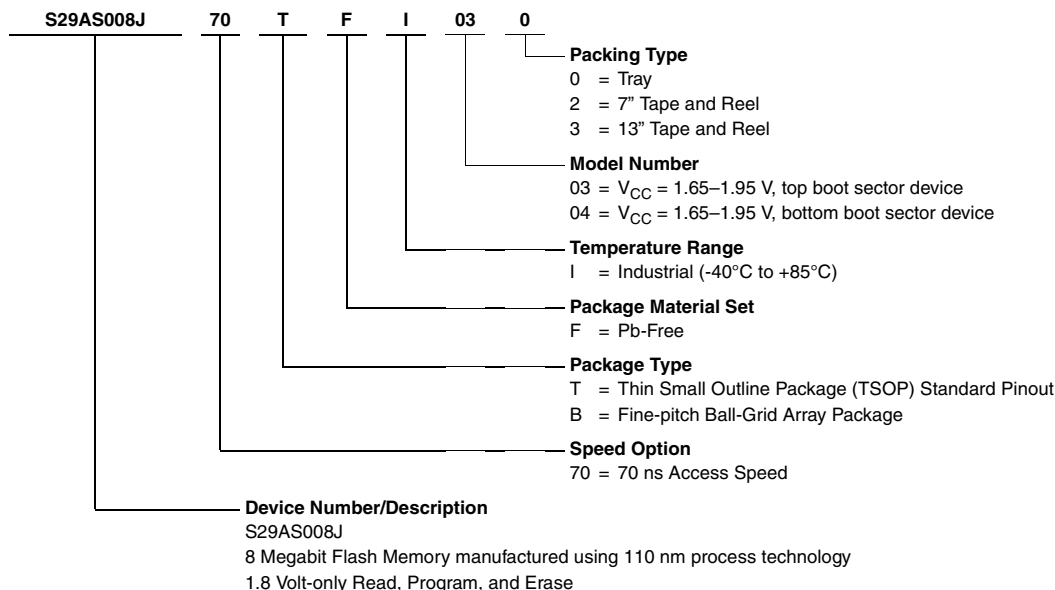 S29AS008J 70 T F I 03 0
Packing Type
0 = Tray
2 = 7” Tape and Reel
3 = 13” Tape and Reel
Model Number
03 = VCC = 1.65–1.95 V, top boot sector device
04 = VCC = 1.65–1.95 V, bottom boot sector device
Temperature Range
I = Industrial (-40°C to +85°C)
Package Material Set
F = Pb-Free
Package Type
T = Thin Small Outline Package (TSOP) Standard Pinout
B = Fine-pitch Ball-Grid Array Package
Speed Option
70 = 70 ns Access Speed
Device Number/Description
S29AS008J
8 Megabit Flash Memory manufactured using 110 nm process technology
1.8 Volt-only Read, Program, and Erase